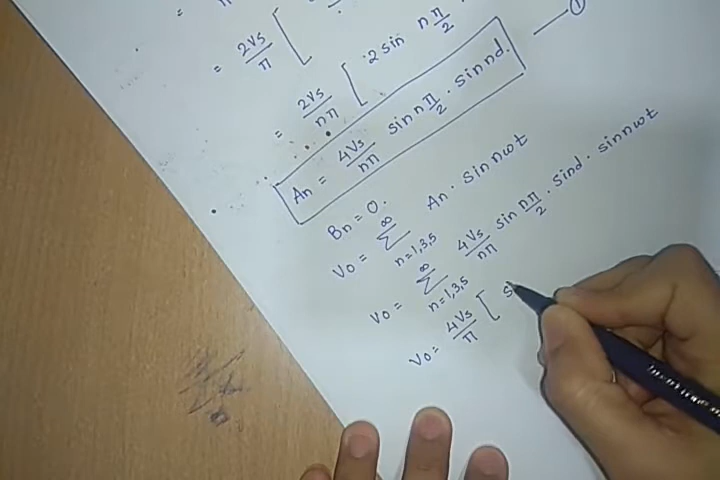 = 2Vs/π [
= 2Vs/nπ [ 2 sin nπ/2
An = 4Vs/nπ sin nπ/2 . sin nd. — ①
Bn = 0.
Vo = ∞ Σ n=1,3,5 An . sin nωt
Vo = ∞ Σ n=1,3,5 4Vs/nπ sin nπ/2 . sin d . sin nωt
Vo = 4Vs/π [ s